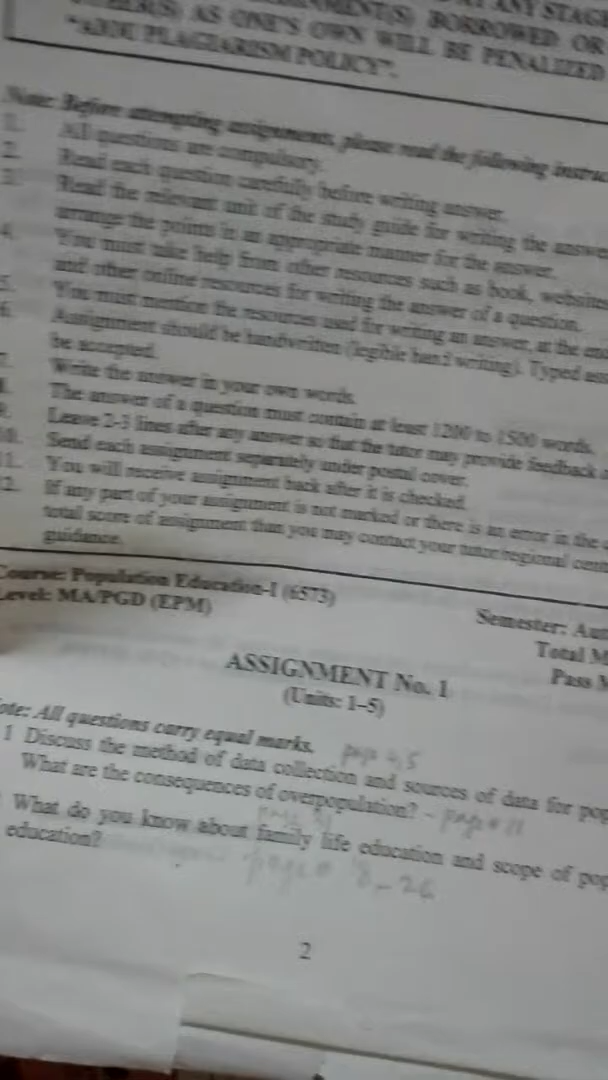 AT ANY STAGE
BORROWED OR
AS ONE'S OWN WILL BE PENALIZED
"AIOU PLAGIARISM POLICY".
Note: Before attempting assignments, please read the following
1. All questions are compulsory.
2. Read each question carefully before writing answer.
3. Read the relevant unit of the study guide for writing the
arrange the points in an appropriate manner for the answer.
4. You must take help from other resources such as book,
and other online resources for writing the answer of a question.
5. You must mention the resources used for writing an answer, at the
6. Assignment should be handwritten (legible hand writing). Typed
be accepted.
Write the answer in your own words.
The answer of a question must contain at least 1200 to 1500 words.
Leave 2-3 lines after any answer so that the tutor may provide feedback
10. Send each assignment separately under postal cover.
11. You will receive assignment back after it is checked.
12. If any part of your assignment is not marked or there is an error in the
total score of assignment than you may contact your tutor/regional
guidance.
Course: Population Education-I (6573)
Semester:
Level: MA/PGD (EPM)
Total
Pass
ASSIGNMENT No. 1
(Units: 1–5)
Note: All questions carry equal marks.
1 Discuss the method of data collection and sources of data for
What are the consequences of overpopulation?
What do you know about family life education and scope of
education?
2